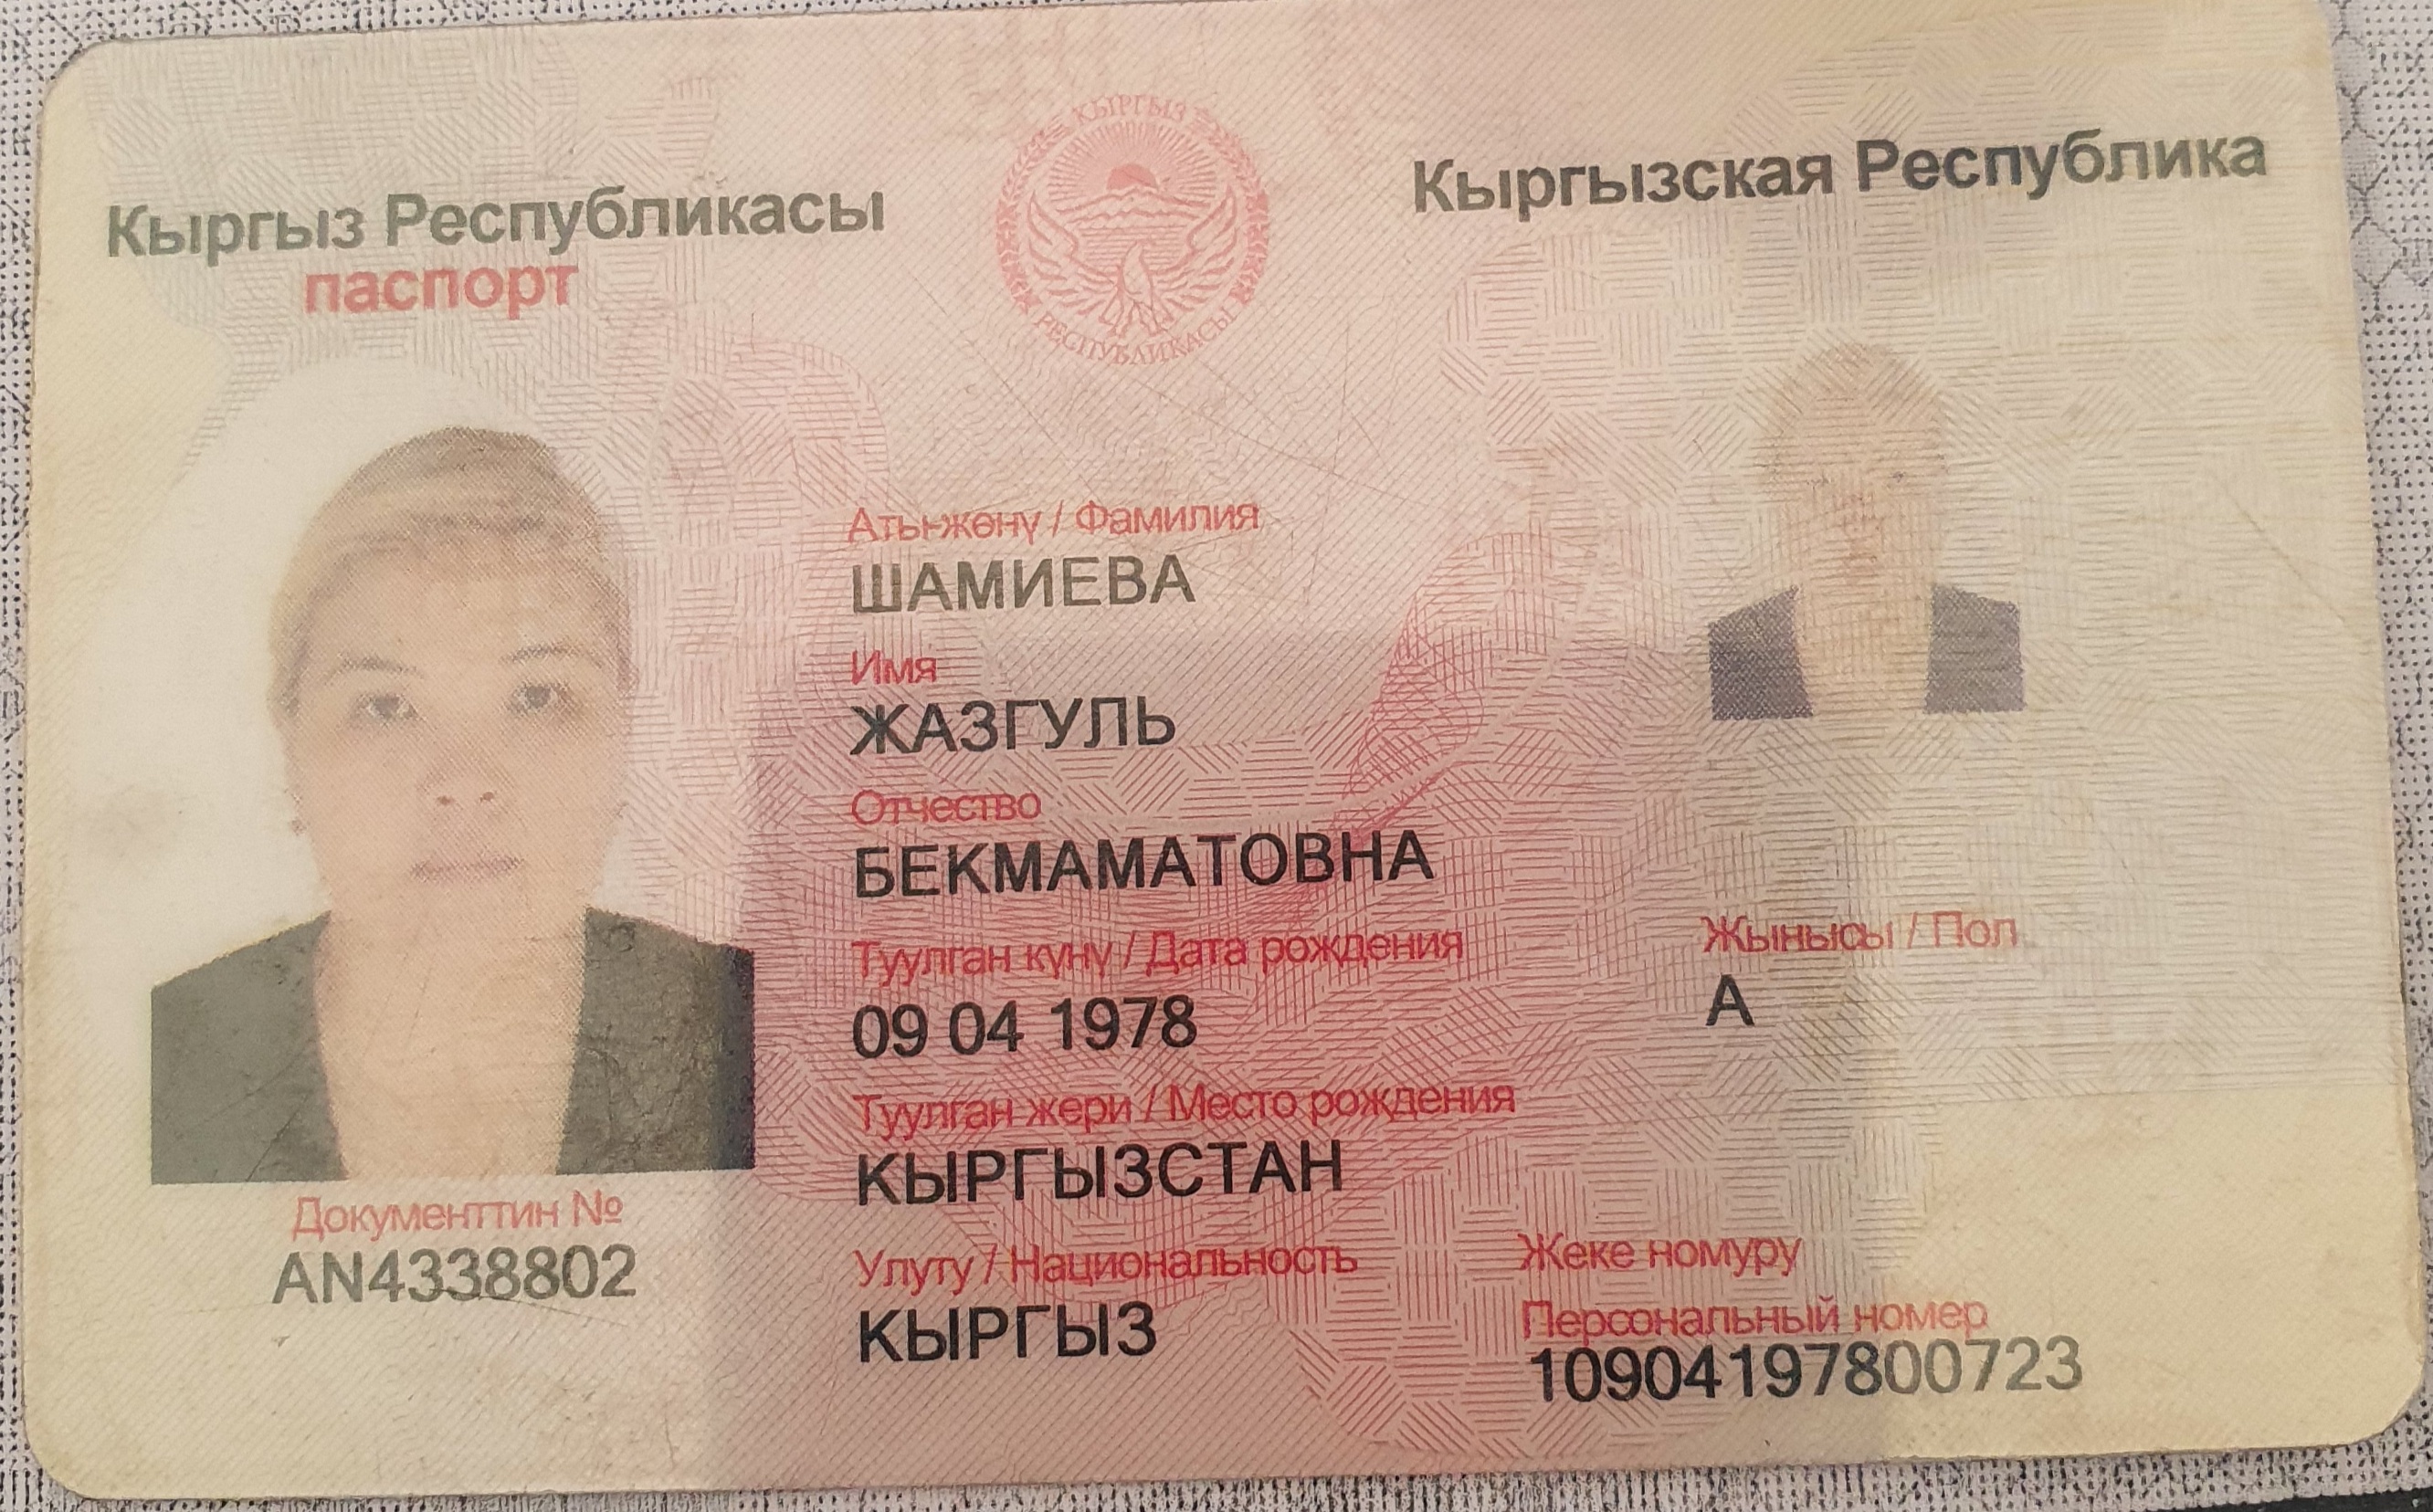 Кыргыз Республикасы
паспорт
КЫРГЫЗ
РЕСПУБЛИКАСЫ
Кыргызская Республика
Аты-жөнү / Фамилия
ШАМИЕВА
Имя
ЖАЗГУЛЬ
Отчество
БЕКМАМАТОВНА
Туулган күнү / Дата рождения
09 04 1978
Жынысы / Пол
А
Туулган жери / Место рождения
КЫРГЫЗСТАН
Документтин №
AN4338802
Улуту / Национальность
КЫРГЫЗ
Жеке номуру
Персональный номер
10904197800723